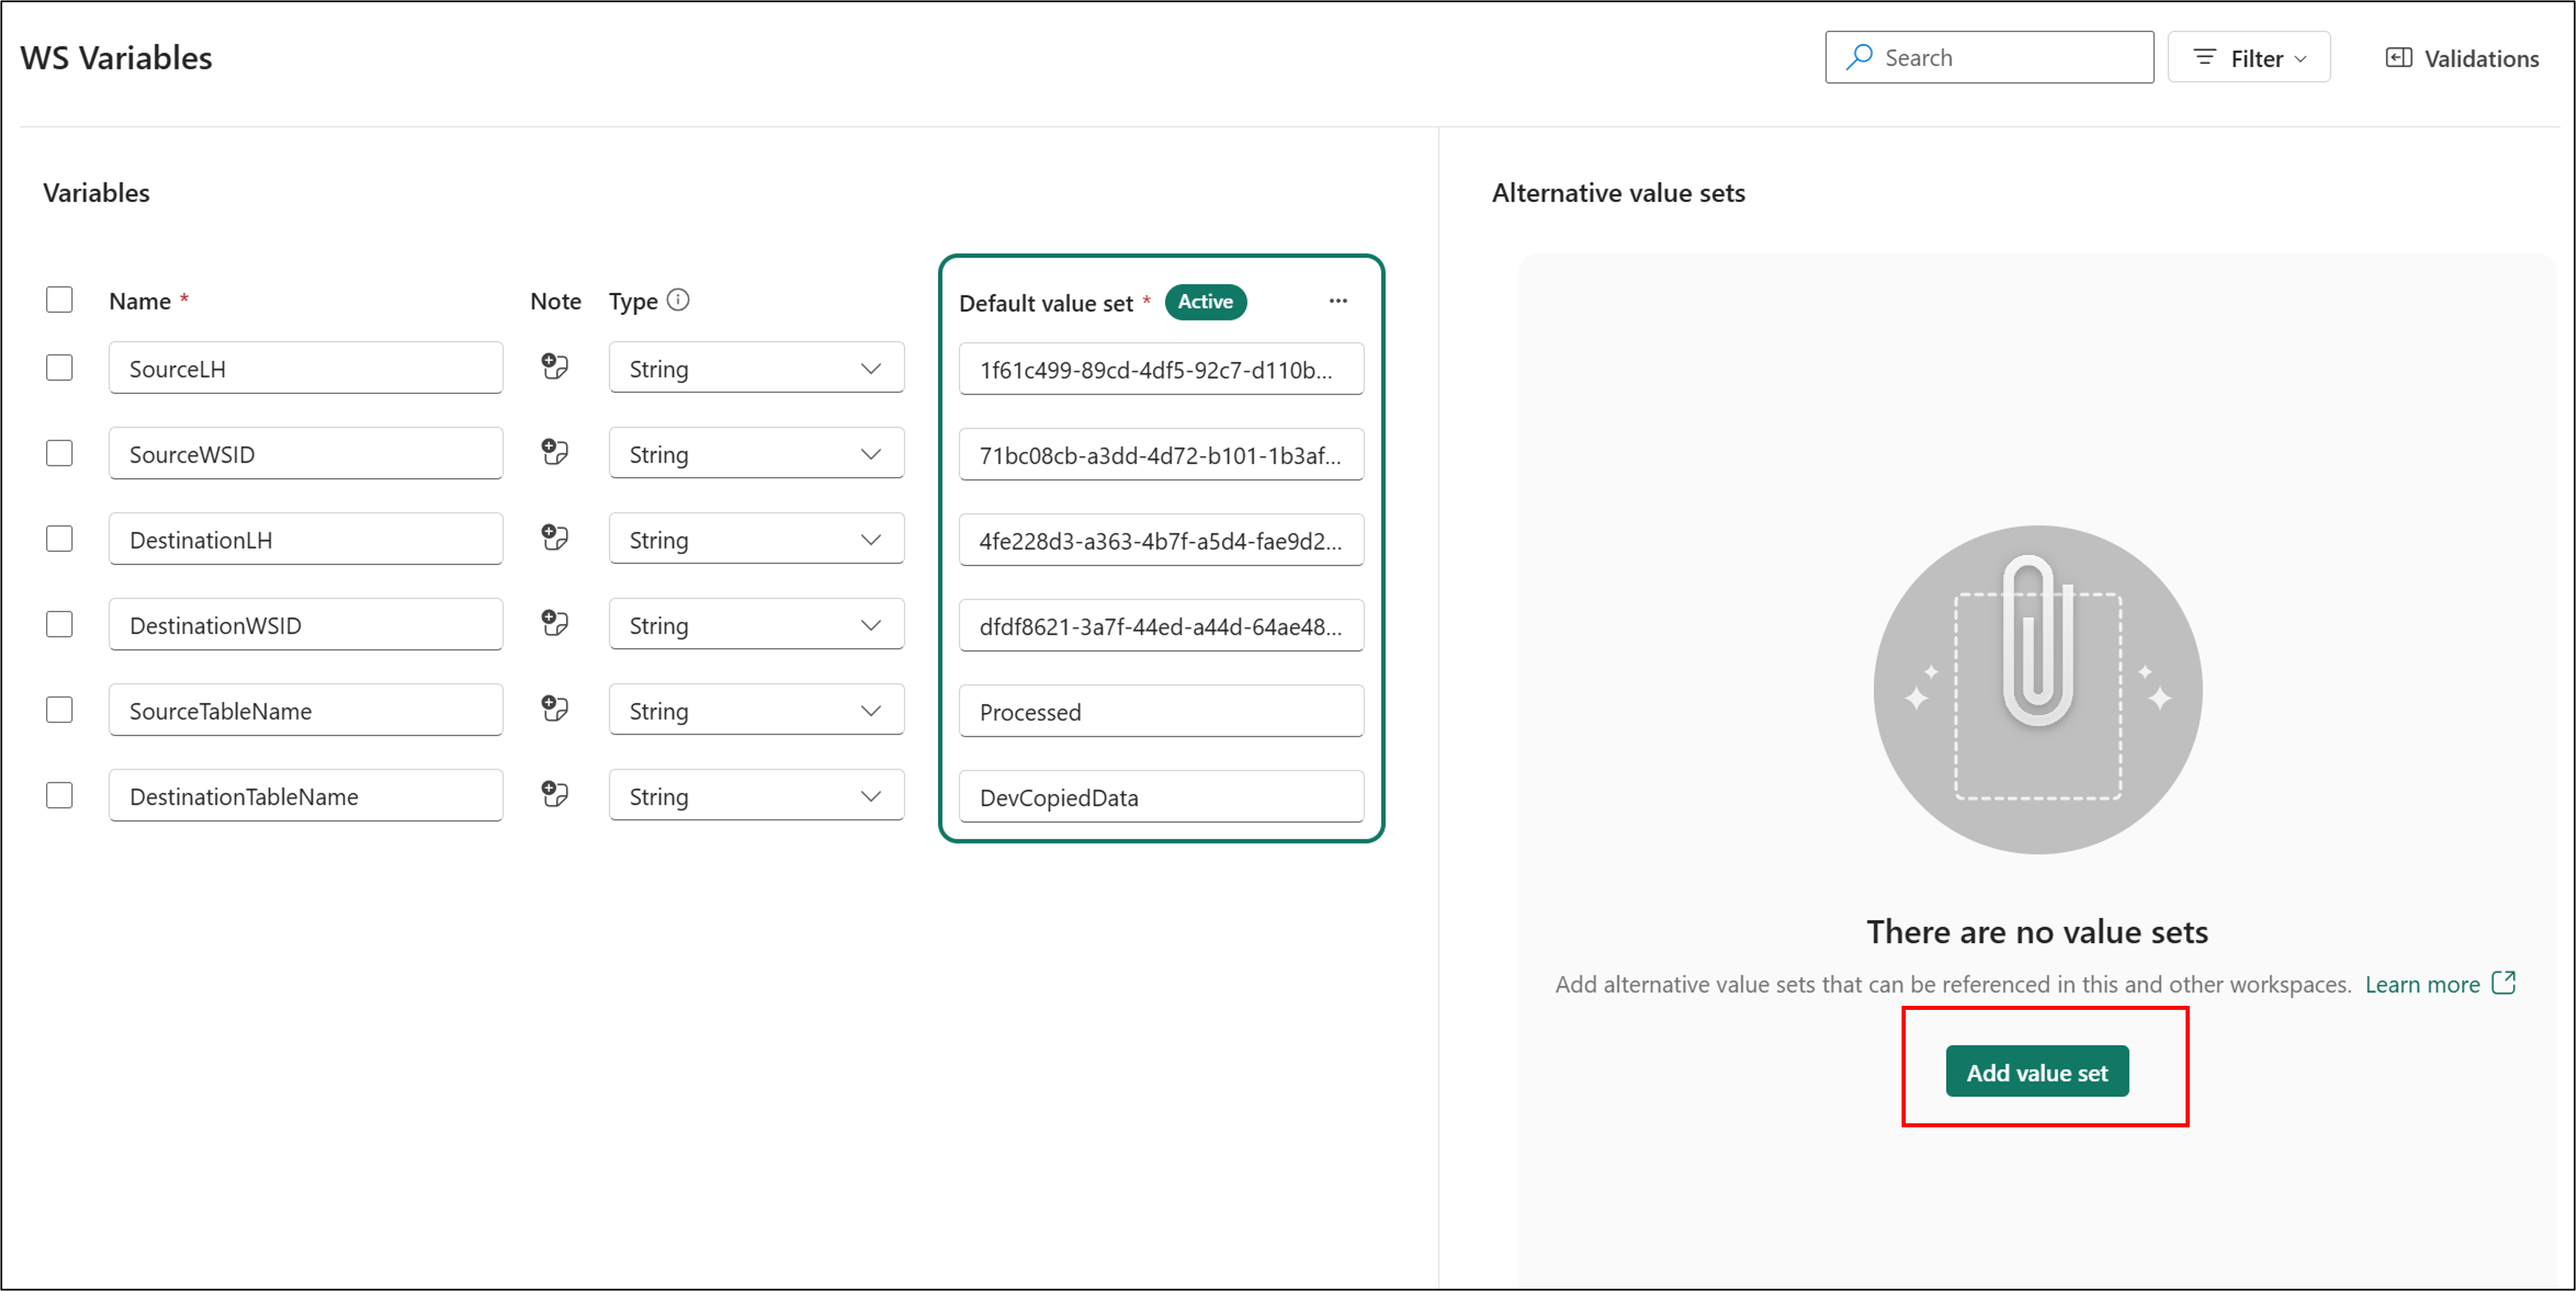 WS Variables
Search
Filter
Validations
Variables
Alternative value sets
Name *
Note
Type
Default value set * Active
...
SourceLH
String
1f61c499-89cd-4df5-92c7-d110b...
SourceWSID
String
71bc08cb-a3dd-4d72-b101-1b3af...
DestinationLH
String
4fe228d3-a363-4b7f-a5d4-fae9d2...
DestinationWSID
String
dfdf8621-3a7f-44ed-a44d-64ae48...
SourceTableName
String
Processed
DestinationTableName
String
DevCopiedData
There are no value sets
Add alternative value sets that can be referenced in this and other workspaces. Learn more
Add value set